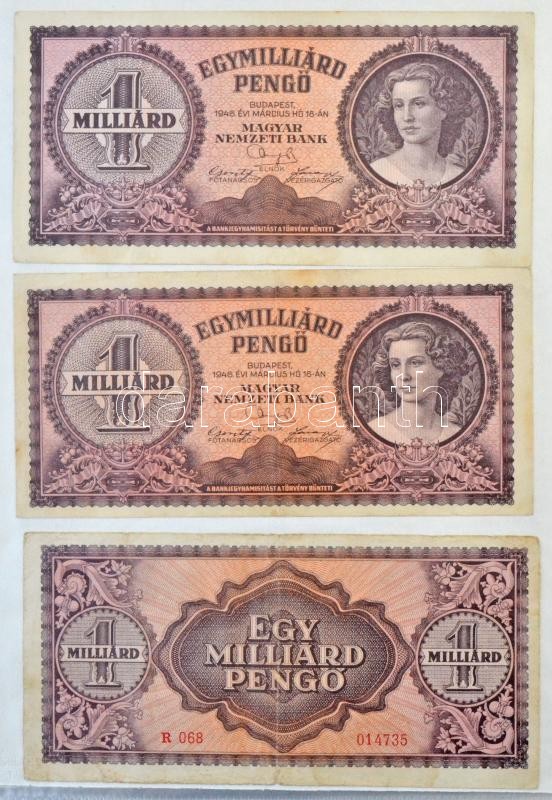 EGYMILLIÁRD
PENGŐ
1
MILLIÁRD
BUDAPEST,
1946. ÉVI MÁRCIUS HÓ 18-ÁN
MAGYAR
NEMZETI BANK
ELNÖK
FŐTANÁCSOS VEZÉRIGAZGATÓ
A BANKJEGYHAMISÍTÁST A TÖRVÉNY BÜNTETI
EGYMILLIÁRD
PENGŐ
1
MILLIÁRD
BUDAPEST,
1946. ÉVI MÁRCIUS HÓ 18-ÁN
MAGYAR
NEMZETI BANK
darabanth
ELNÖK
FŐTANÁCSOS VEZÉRIGAZGATÓ
A BANKJEGYHAMISÍTÁST A TÖRVÉNY BÜNTETI
EGY
1 MILLIÁRD 1
MILLIÁRD MILLIÁRD
PENGŐ
R 068 014735